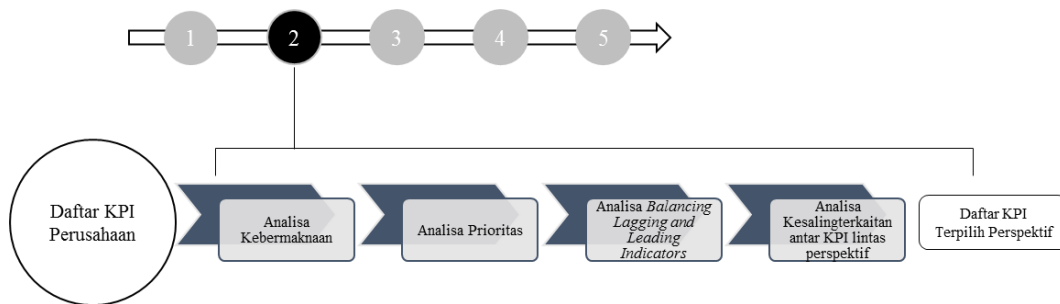 1 2 3 4 5
Daftar KPI
Perusahaan
Analisa
Kebermaknaan
Analisa Prioritas
Analisa Balancing
Lagging and
Leading
Indicators
Analisa
Kesalingterkaitan
antar KPI lintas
perspektif
Daftar KPI
Terpilih Perspektif